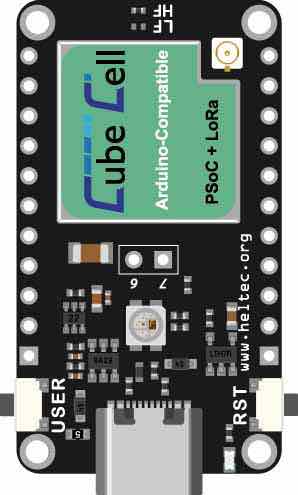 HF
LF
Cube Cell
Arduino-Compatible
PSoC + LoRa
6 7
www.heltec.org
USER
RST